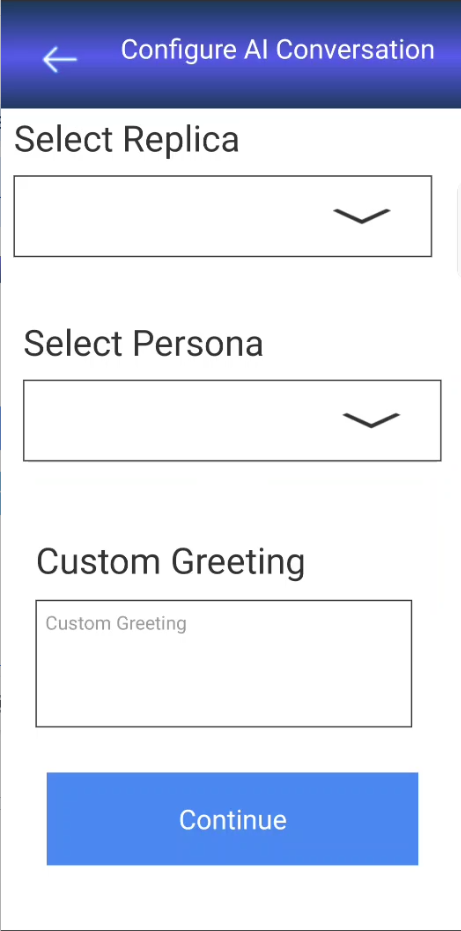 Configure AI Conversation
Select Replica
Select Persona
Custom Greeting
Custom Greeting
Continue